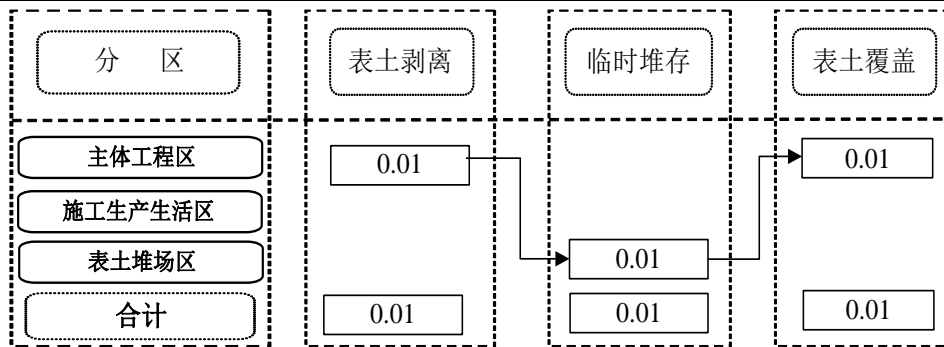 分 区 表土剥离 临时堆存 表土覆盖
主体工程区 0.01 0.01
施工生产生活区
表土堆场区 0.01
合计 0.01 0.01 0.01